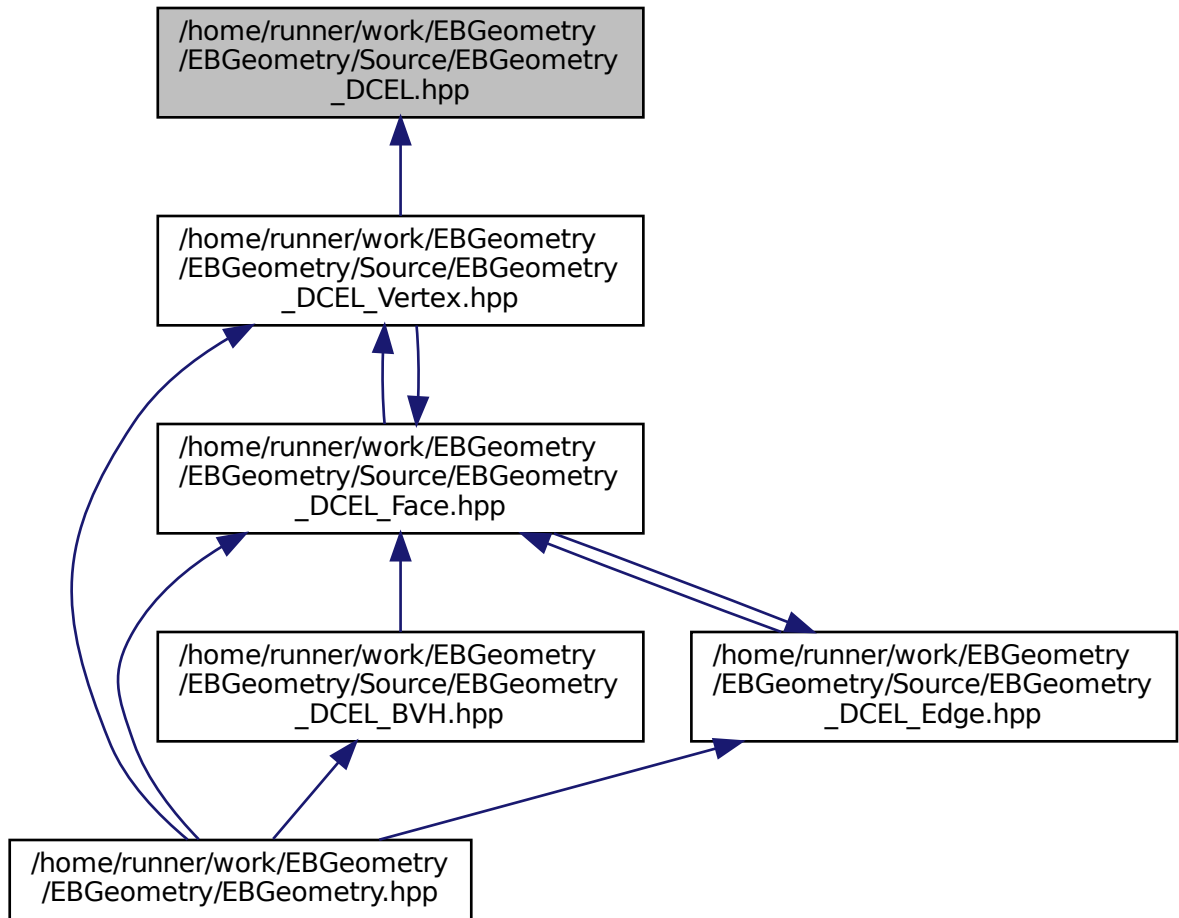 /home/runner/work/EBGeometry
/EBGeometry/Source/EBGeometry
_DCEL.hpp
/home/runner/work/EBGeometry
/EBGeometry/Source/EBGeometry
_DCEL_Vertex.hpp
/home/runner/work/EBGeometry
/EBGeometry/Source/EBGeometry
_DCEL_Face.hpp
/home/runner/work/EBGeometry
/EBGeometry/Source/EBGeometry
_DCEL_BVH.hpp
/home/runner/work/EBGeometry
/EBGeometry/Source/EBGeometry
_DCEL_Edge.hpp
/home/runner/work/EBGeometry
/EBGeometry/EBGeometry.hpp